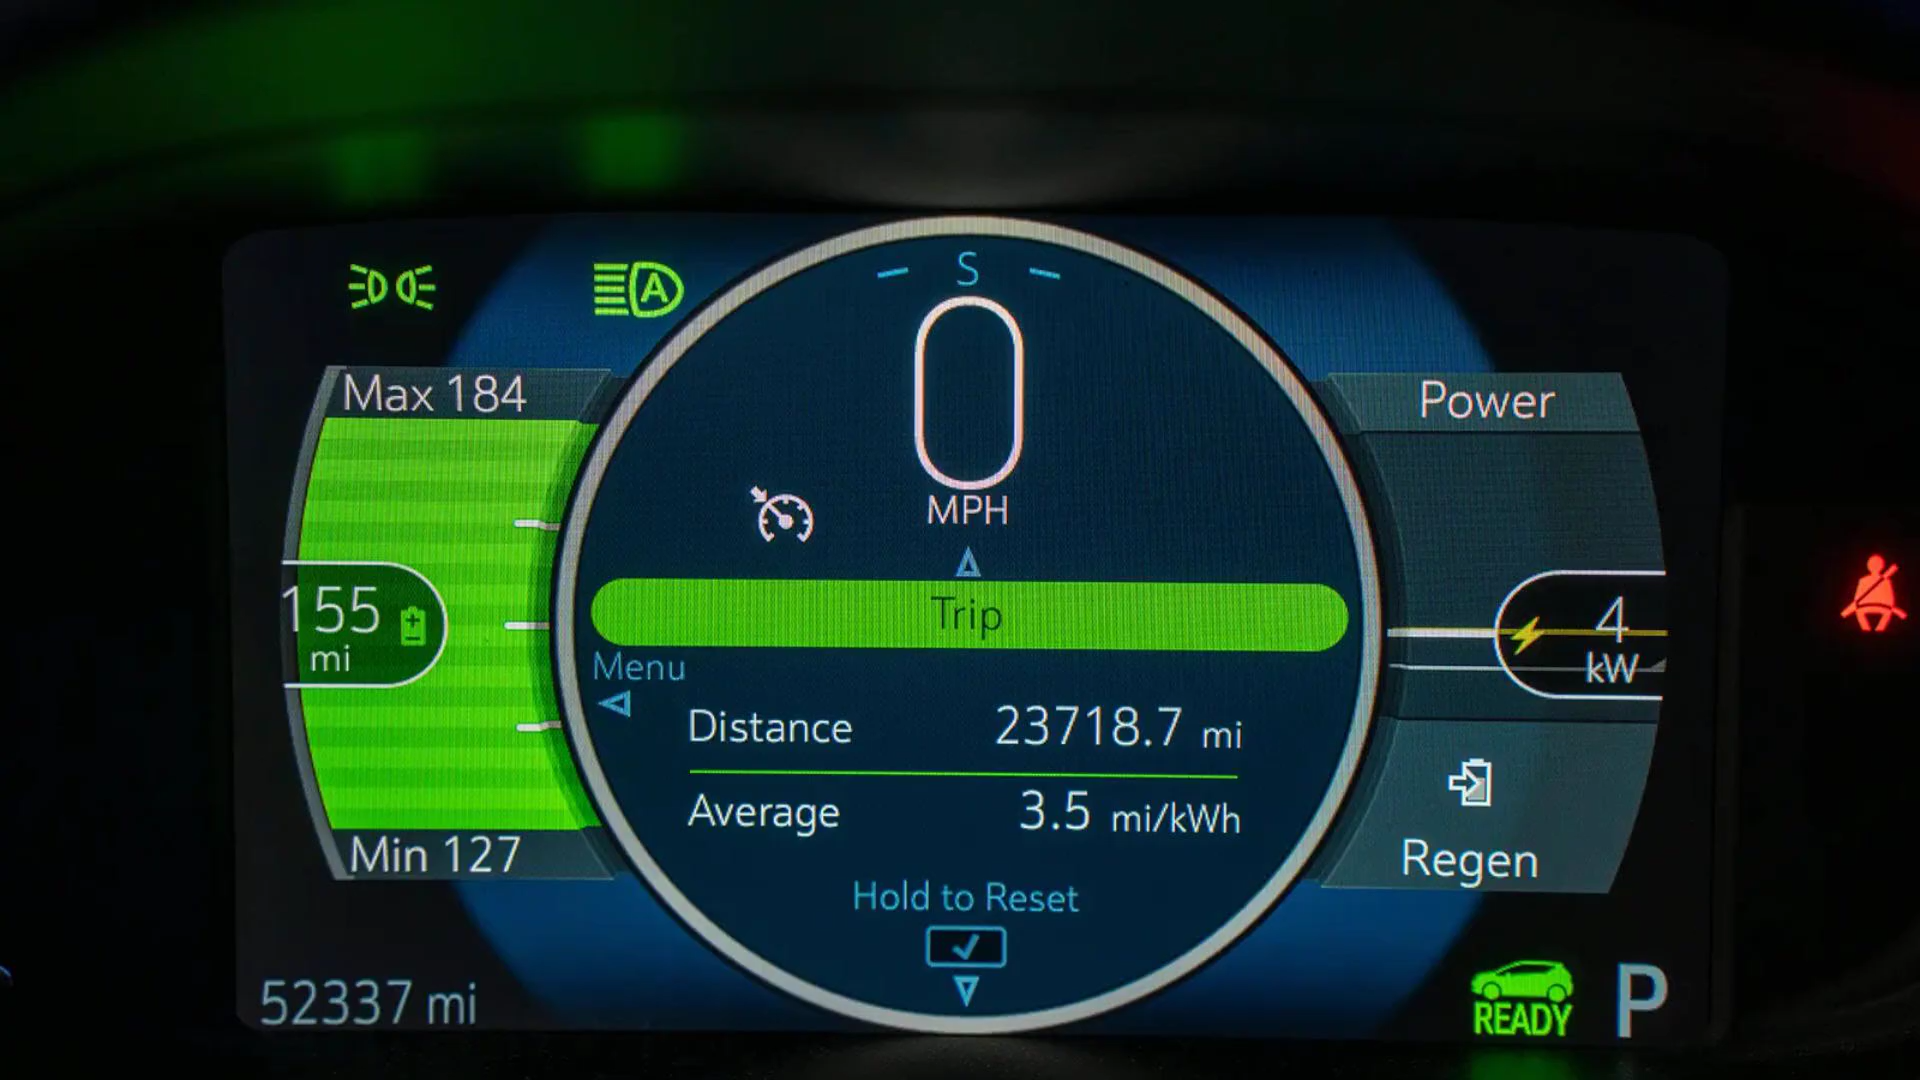 A
S
0
MPH
Max 184
155
mi
Min 127
Trip
Menu
Distance 23718.7 mi
Average 3.5 mi/kWh
Hold to Reset
Power
4
kW
Regen
52337 mi
READY
P